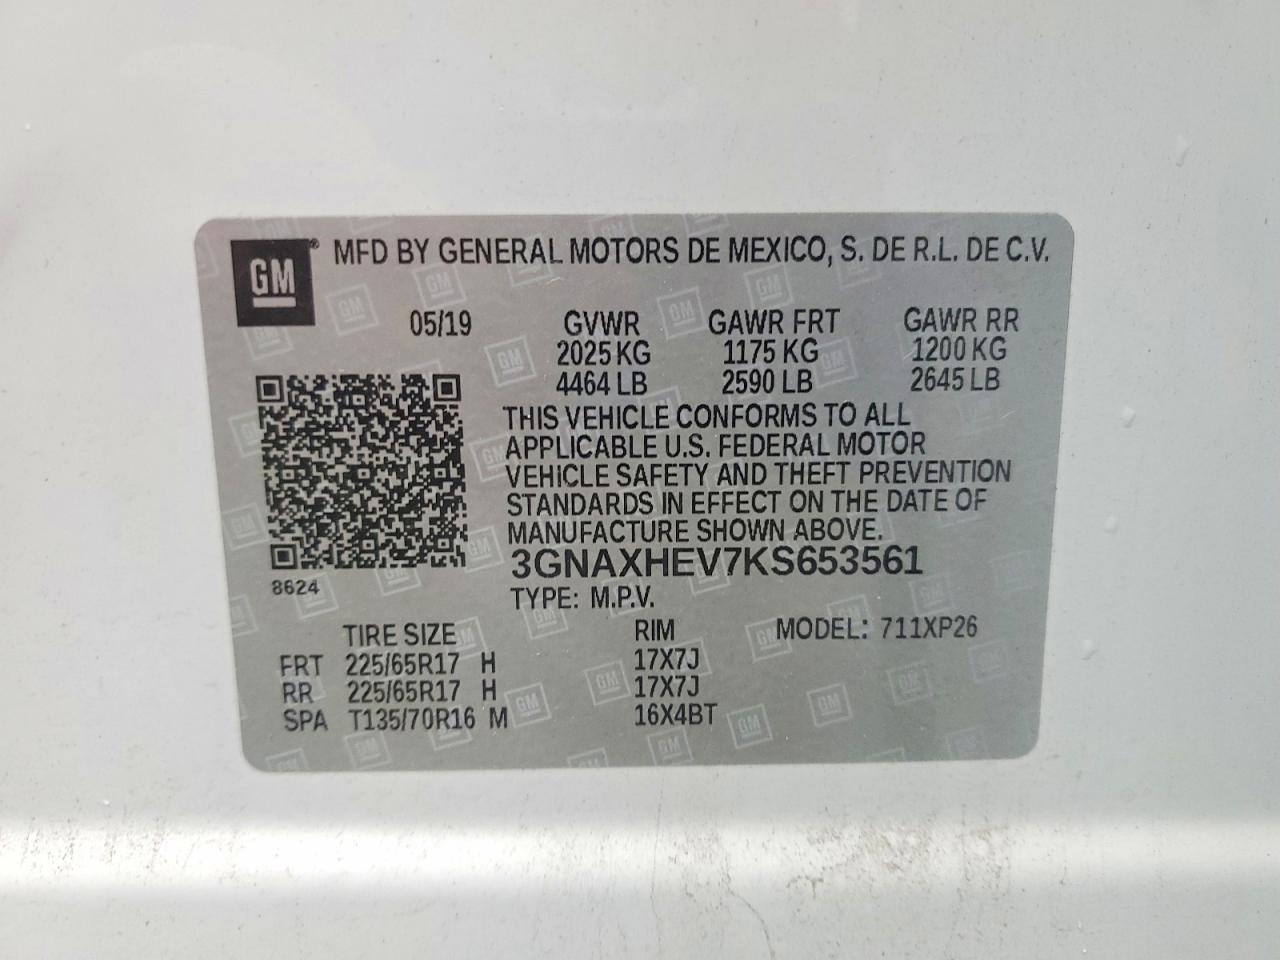 GM ® MFD BY GENERAL MOTORS DE MEXICO, S. DE R.L. DE C.V.
05/19 GVWR GAWR FRT GAWR RR
2025 KG 1175 KG 1200 KG
4464 LB 2590 LB 2645 LB
THIS VEHICLE CONFORMS TO ALL
APPLICABLE U.S. FEDERAL MOTOR
VEHICLE SAFETY AND THEFT PREVENTION
STANDARDS IN EFFECT ON THE DATE OF
MANUFACTURE SHOWN ABOVE.
3GNAXHEV7KS653561
8624
TYPE: M.P.V.
TIRE SIZE RIM MODEL: 711XP26
FRT 225/65R17 H 17X7J
RR 225/65R17 H 17X7J
SPA T135/70R16 M 16X4BT